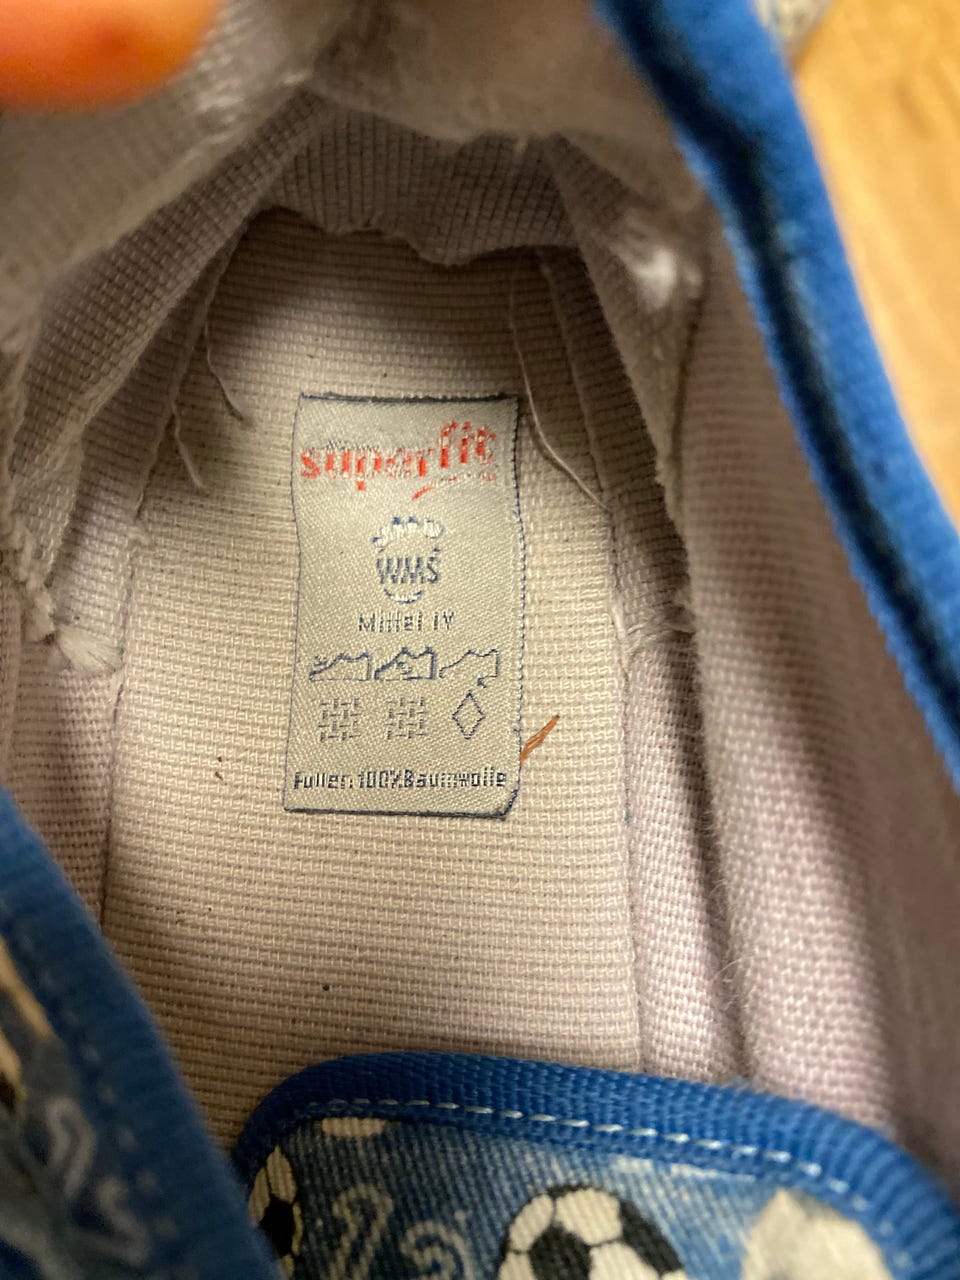 superfit
WMS
Mittel IV
Futter: 100% Baumwolle